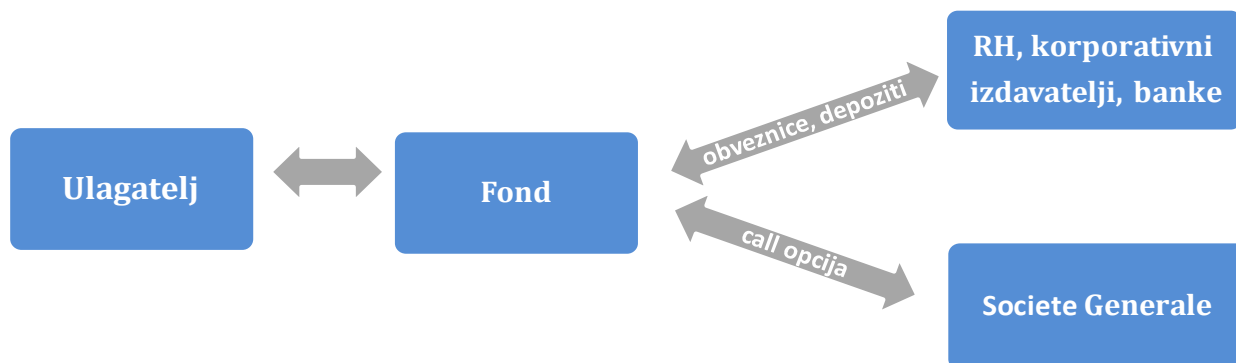 Ulagatelj
Fond
obveznice, depoziti
RH, korporativni
izdavatelji, banke
call opcija
Societe Generale